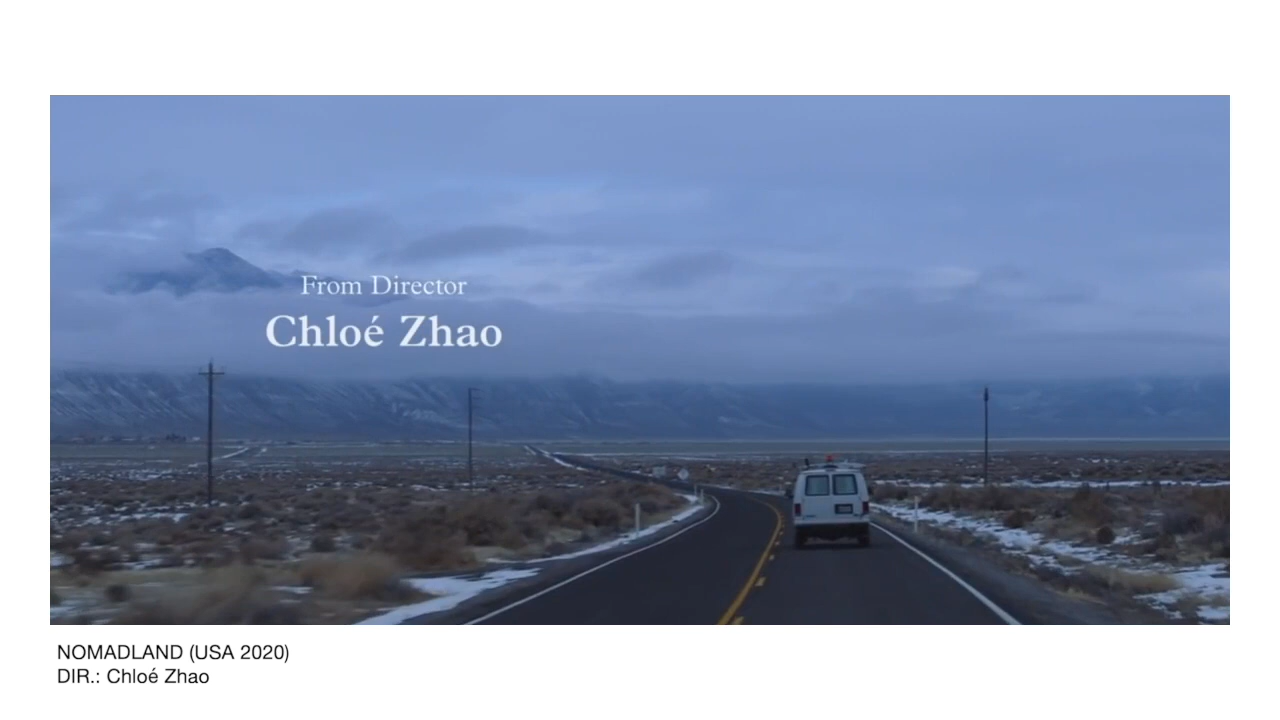 From Director
Chloé Zhao
NOMADLAND (USA 2020)
DIR.: Chloé Zhao